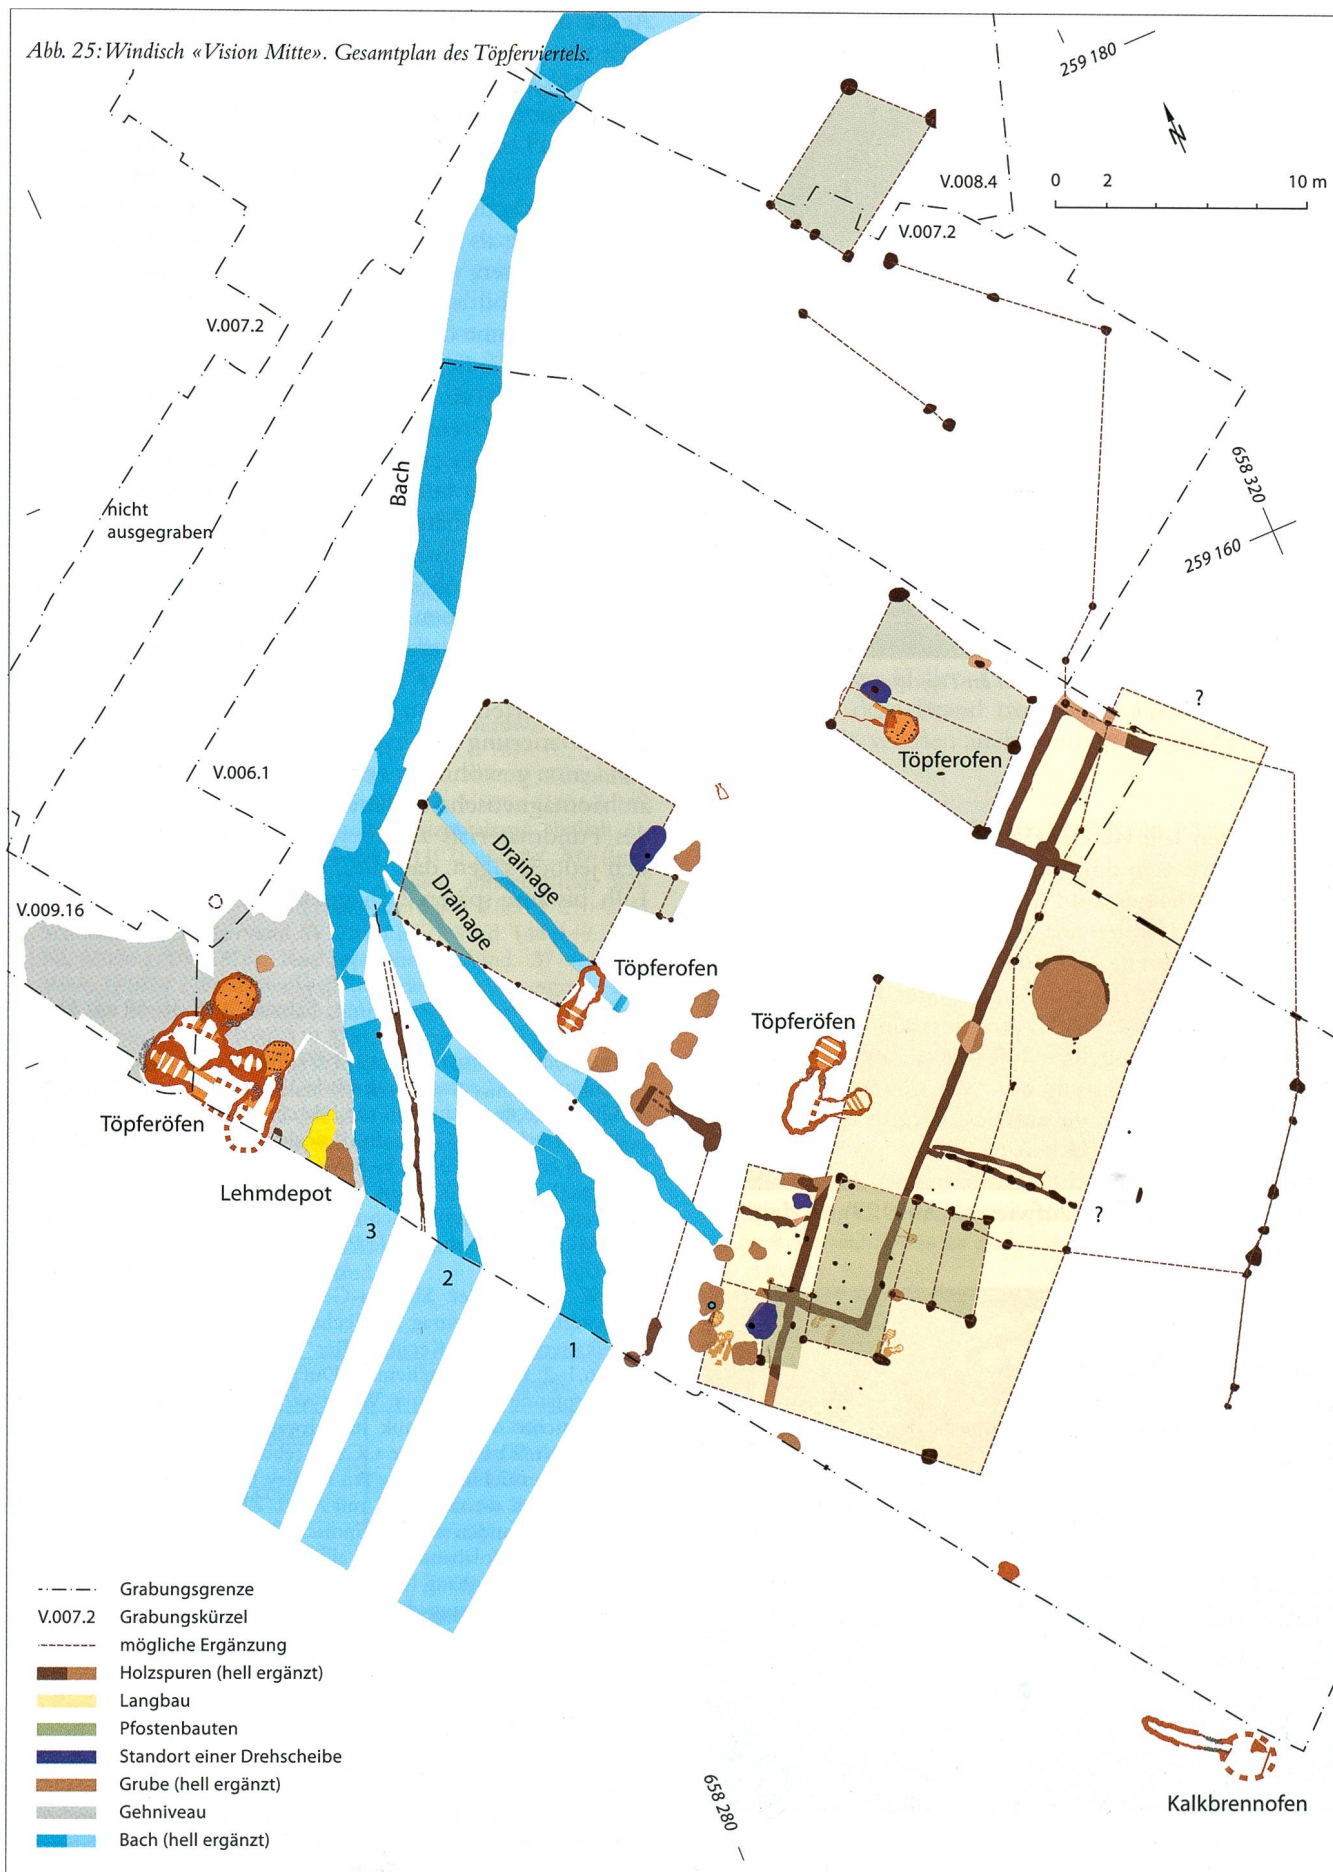 Abb. 25: Windisch «Vision Mitte». Gesamtplan des Töpferviertels.
259 180
N
V.008.4
0 2 10 m
V.007.2
V.007.2
Bach
658 320
nicht
ausgegraben
259 160
?
Töpferofen
V.006.1
Drainage
Drainage
V.009.16
Töpferofen
Töpferöfen
Töpferöfen
Lehmdepot
?
3
2
1
Grabungsgrenze
V.007.2 Grabungskürzel
mögliche Ergänzung
Holzspuren (hell ergänzt)
Langbau
Pfostenbauten
Standort einer Drehscheibe
Grube (hell ergänzt)
Gehniveau
Bach (hell ergänzt)
658 280
Kalkbrennofen